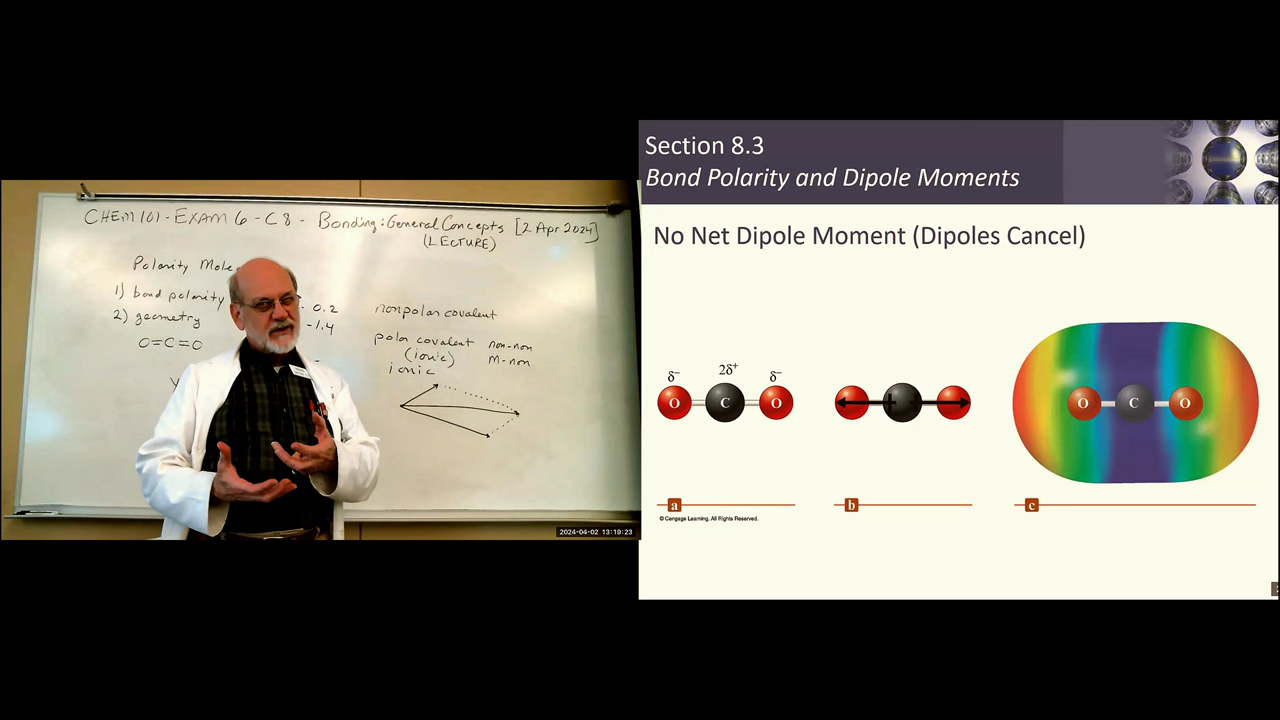 CHEM 101 - EXAM 6 - C8 - Bonding: General Concepts [2 Apr 2024]
(LECTURE)
Polarity
1) bond polarity
2) geometry
O=C=O
- 0.2
-1.4
nonpolar covalent
polar covalent non-non
(ionic) M-non
ionic
2024-04-02 13:19:23
Section 8.3
Bond Polarity and Dipole Moments
No Net Dipole Moment (Dipoles Cancel)
δ− 2δ+ δ−
O C O
O C O
a b c
© Cengage Learning. All Rights Reserved.